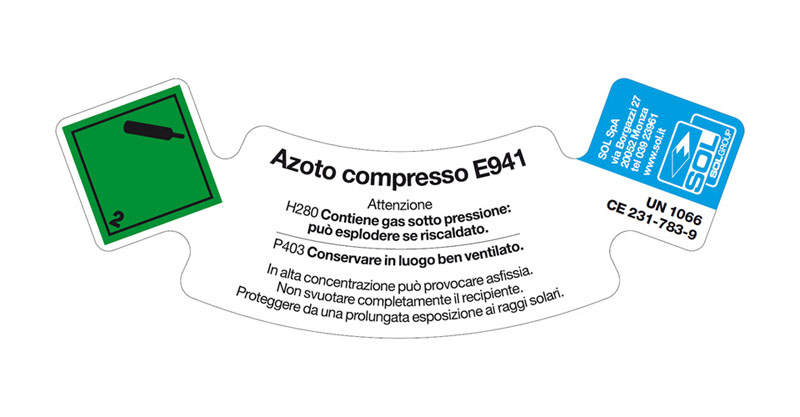 2
Azoto compresso E941
Attenzione
H280 Contiene gas sotto pressione:
può esplodere se riscaldato.
P403 Conservare in luogo ben ventilato.
In alta concentrazione può provocare asfissia.
Non svuotare completamente il recipiente.
Proteggere da una prolungata esposizione ai raggi solari.
SOL SpA
via Borgazzi 27
20052 Monza
tel 039 23961
www.sol.it
SOL
SOLGROUP
UN 1066
CE 231-783-9